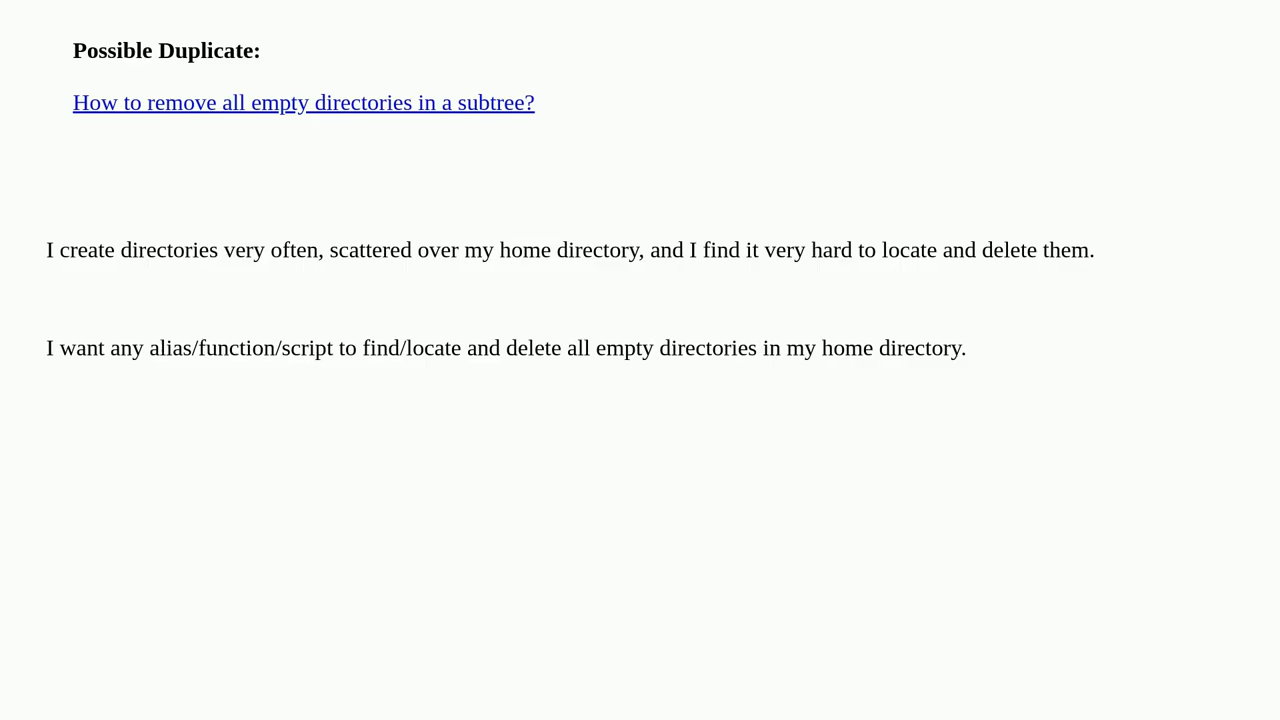 Possible Duplicate:
How to remove all empty directories in a subtree?
I create directories very often, scattered over my home directory, and I find it very hard to locate and delete them.
I want any alias/function/script to find/locate and delete all empty directories in my home directory.